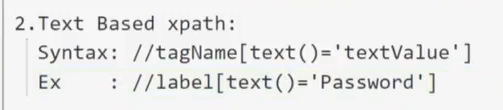 2.Text Based xpath:
Syntax: //tagName[text()='textValue']
Ex : //label[text()='Password']